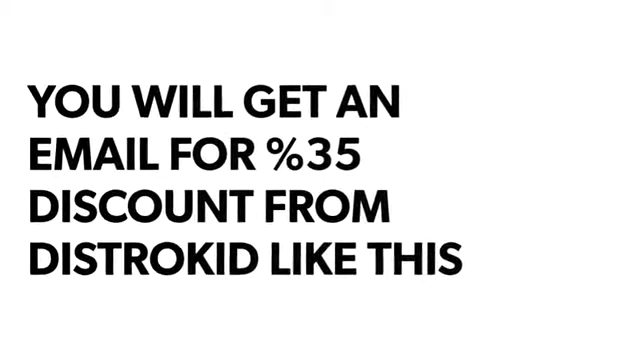 YOU WILL GET AN
EMAIL FOR %35
DISCOUNT FROM
DISTROKID LIKE THIS